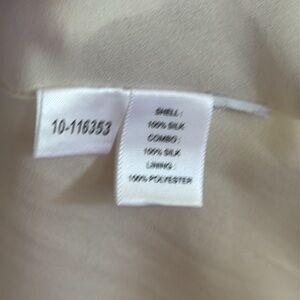 10-116353
SHELL :
100% SILK
COMBO :
100% SILK
LINING :
100% POLYESTER